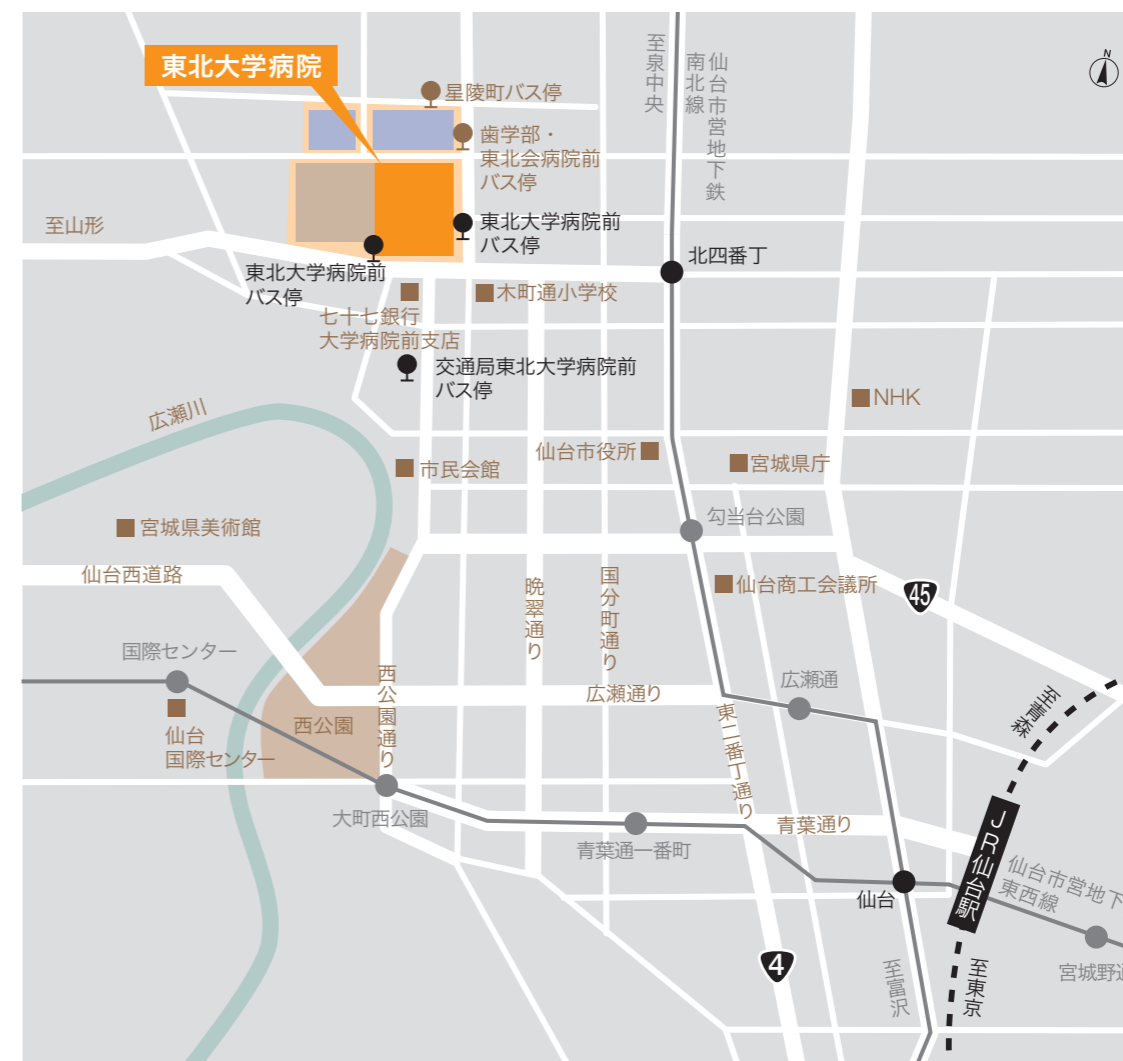 東北大学病院
N
星陵町バス停
歯学部・
東北会病院前
バス停
至泉中央
仙台市営地下鉄
南北線
至山形
東北大学病院前
バス停
東北大学病院前
バス停
北四番丁
木町通小学校
七十七銀行
大学病院前支店
交通局東北大学病院前
バス停
NHK
広瀬川
仙台市役所
宮城県庁
市民会館
宮城県美術館
勾当台公園
仙台西道路
仙台商工会議所
45
晩翠通り
国分町通り
国際センター
広瀬通り
広瀬通
西公園通り
仙台
国際センター
西公園
東二番丁通り
至青森
大町西公園
青葉通一番町
青葉通り
JR仙台駅
仙台市営地下
東西線
仙台
4
至富沢
至東京
宮城野通